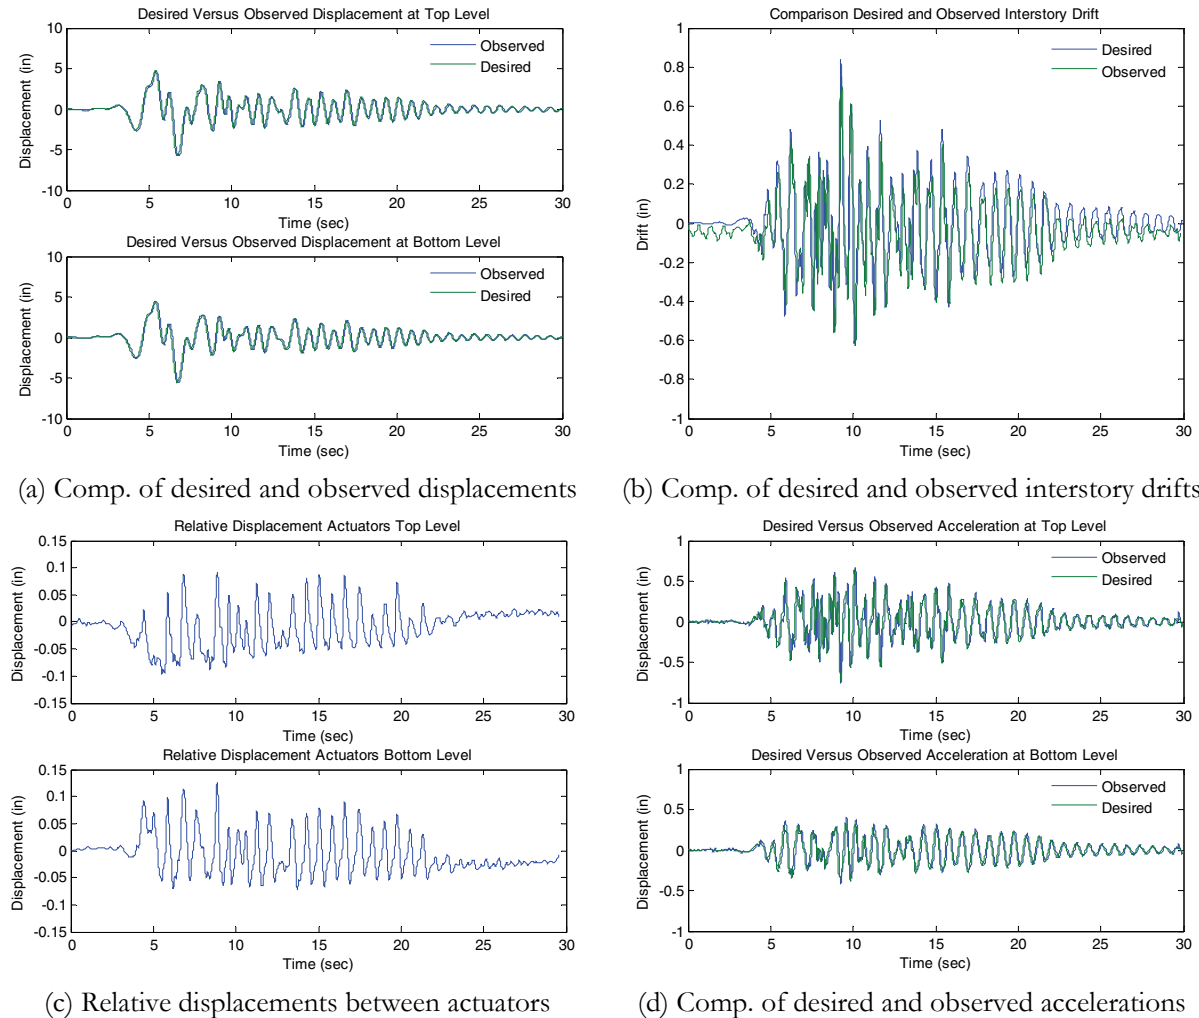 Desired Versus Observed Displacement at Top Level
10
5
0
-5
10
Displacement (in)
Observed
Desired
0 5 10 15 20 25 30
Time (sec)
Desired Versus Observed Displacement at Bottom Level
10
5
0
-5
-10
Displacement (in)
Observed
Desired
0 5 10 15 20 25 30
Time (sec)
(a) Comp. of desired and observed displacements
Comparison Desired and Observed Interstory Drift
1
0.8
0.6
0.4
0.2
0
-0.2
-0.4
-0.6
-0.8
-1
Drift (in)
Desired
Observed
0 5 10 15 20 25 30
Time (sec)
(b) Comp. of desired and observed interstory drifts
Relative Displacement Actuators Top Level
0.15
0.1
0.05
0
-0.05
-0.1
-0.15
Displacement (in)
0 5 10 15 20 25 30
Time (sec)
Relative Displacement Actuators Bottom Level
0.15
0.1
0.05
0
-0.05
-0.1
-0.15
Displacement (in)
0 5 10 15 20 25 30
Time (sec)
(c) Relative displacements between actuators
Desired Versus Observed Acceleration at Top Level
1
0.5
0
-0.5
-1
Displacement (in)
Observed
Desired
0 5 10 15 20 25 30
Time (sec)
Desired Versus Observed Acceleration at Bottom Level
1
0.5
0
-0.5
-1
Displacement (in)
Observed
Desired
0 5 10 15 20 25 30
Time (sec)
(d) Comp. of desired and observed accelerations